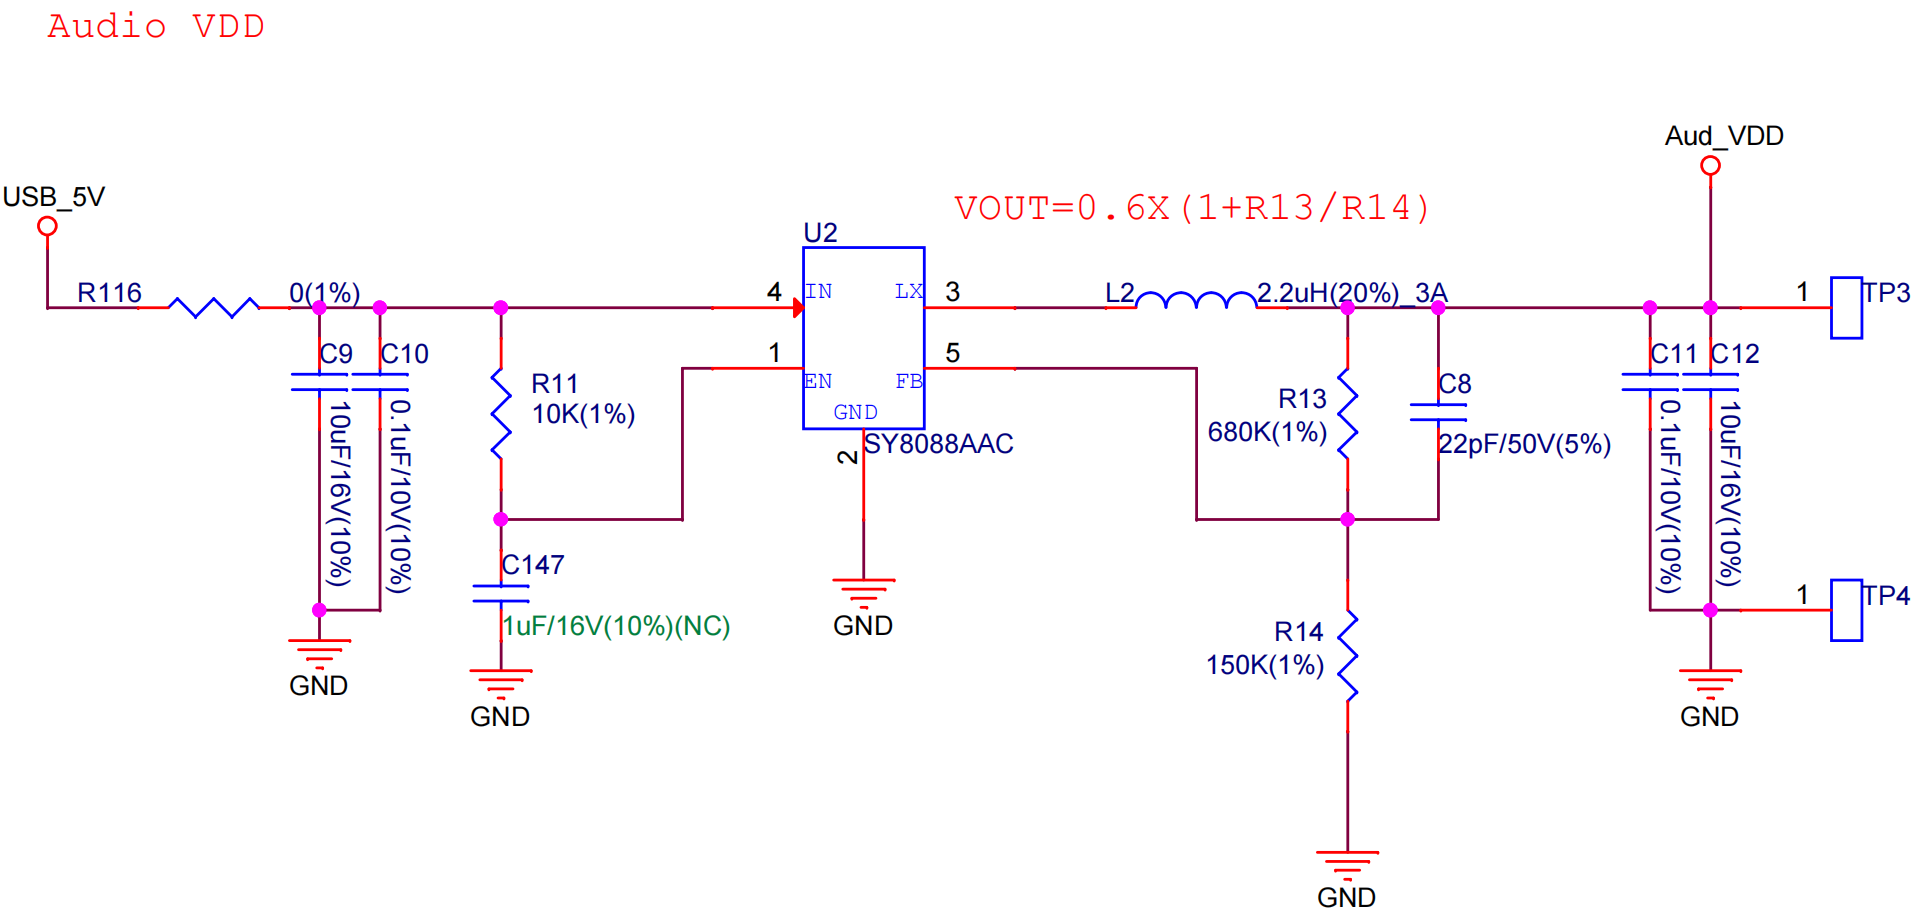 Audio VDD
Aud_VDD
USB_5V
VOUT=0.6X(1+R13/R14)
U2
R116
0(1%)
4
IN
LX
3
L2
2.2uH(20%)_3A
1
TP3
C9
C10
1
EN
FB
5
C11
C12
R11
10K(1%)
GND
R13
680K(1%)
C8
22pF/50V(5%)
SY8088AAC
2
10uF/16V(10%)
0.1uF/10V(10%)
0.1uF/10V(10%)
10uF/16V(10%)
C147
1uF/16V(10%)(NC)
GND
1
TP4
R14
150K(1%)
GND
GND
GND
GND